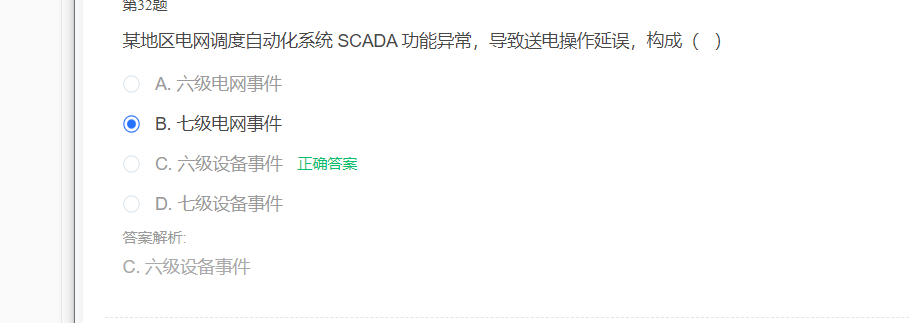 第32题
某地区电网调度自动化系统 SCADA 功能异常，导致送电操作延误，构成（　）
A. 六级电网事件
B. 七级电网事件
C. 六级设备事件 正确答案
D. 七级设备事件
答案解析:
C. 六级设备事件